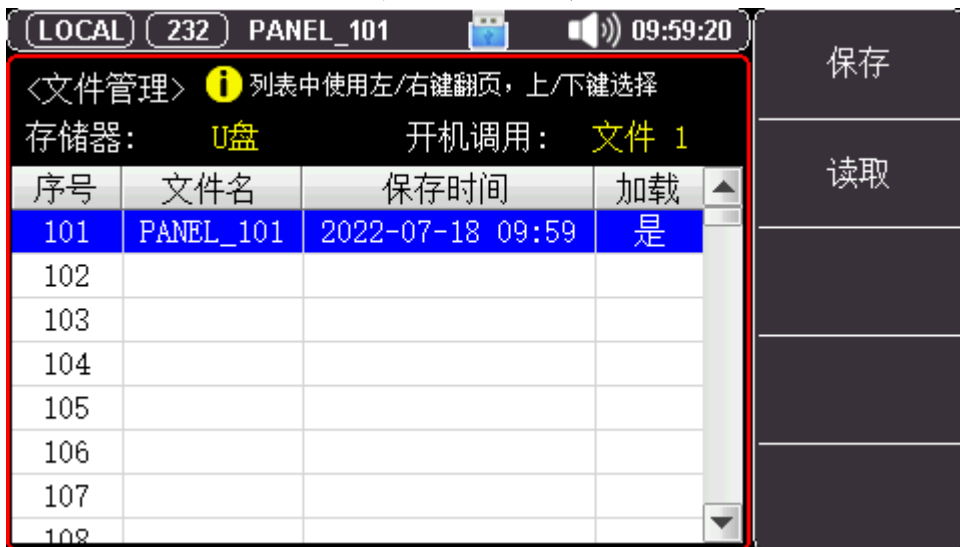 LOCAL 232 PANEL_101 09:59:20
保存
<文件管理> i 列表中使用左/右键翻页，上/下键选择
存储器: U盘 开机调用: 文件 1
读取
序号 文件名 保存时间 加载
101 PANEL_101 2022-07-18 09:59 是
102
103
104
105
106
107
108